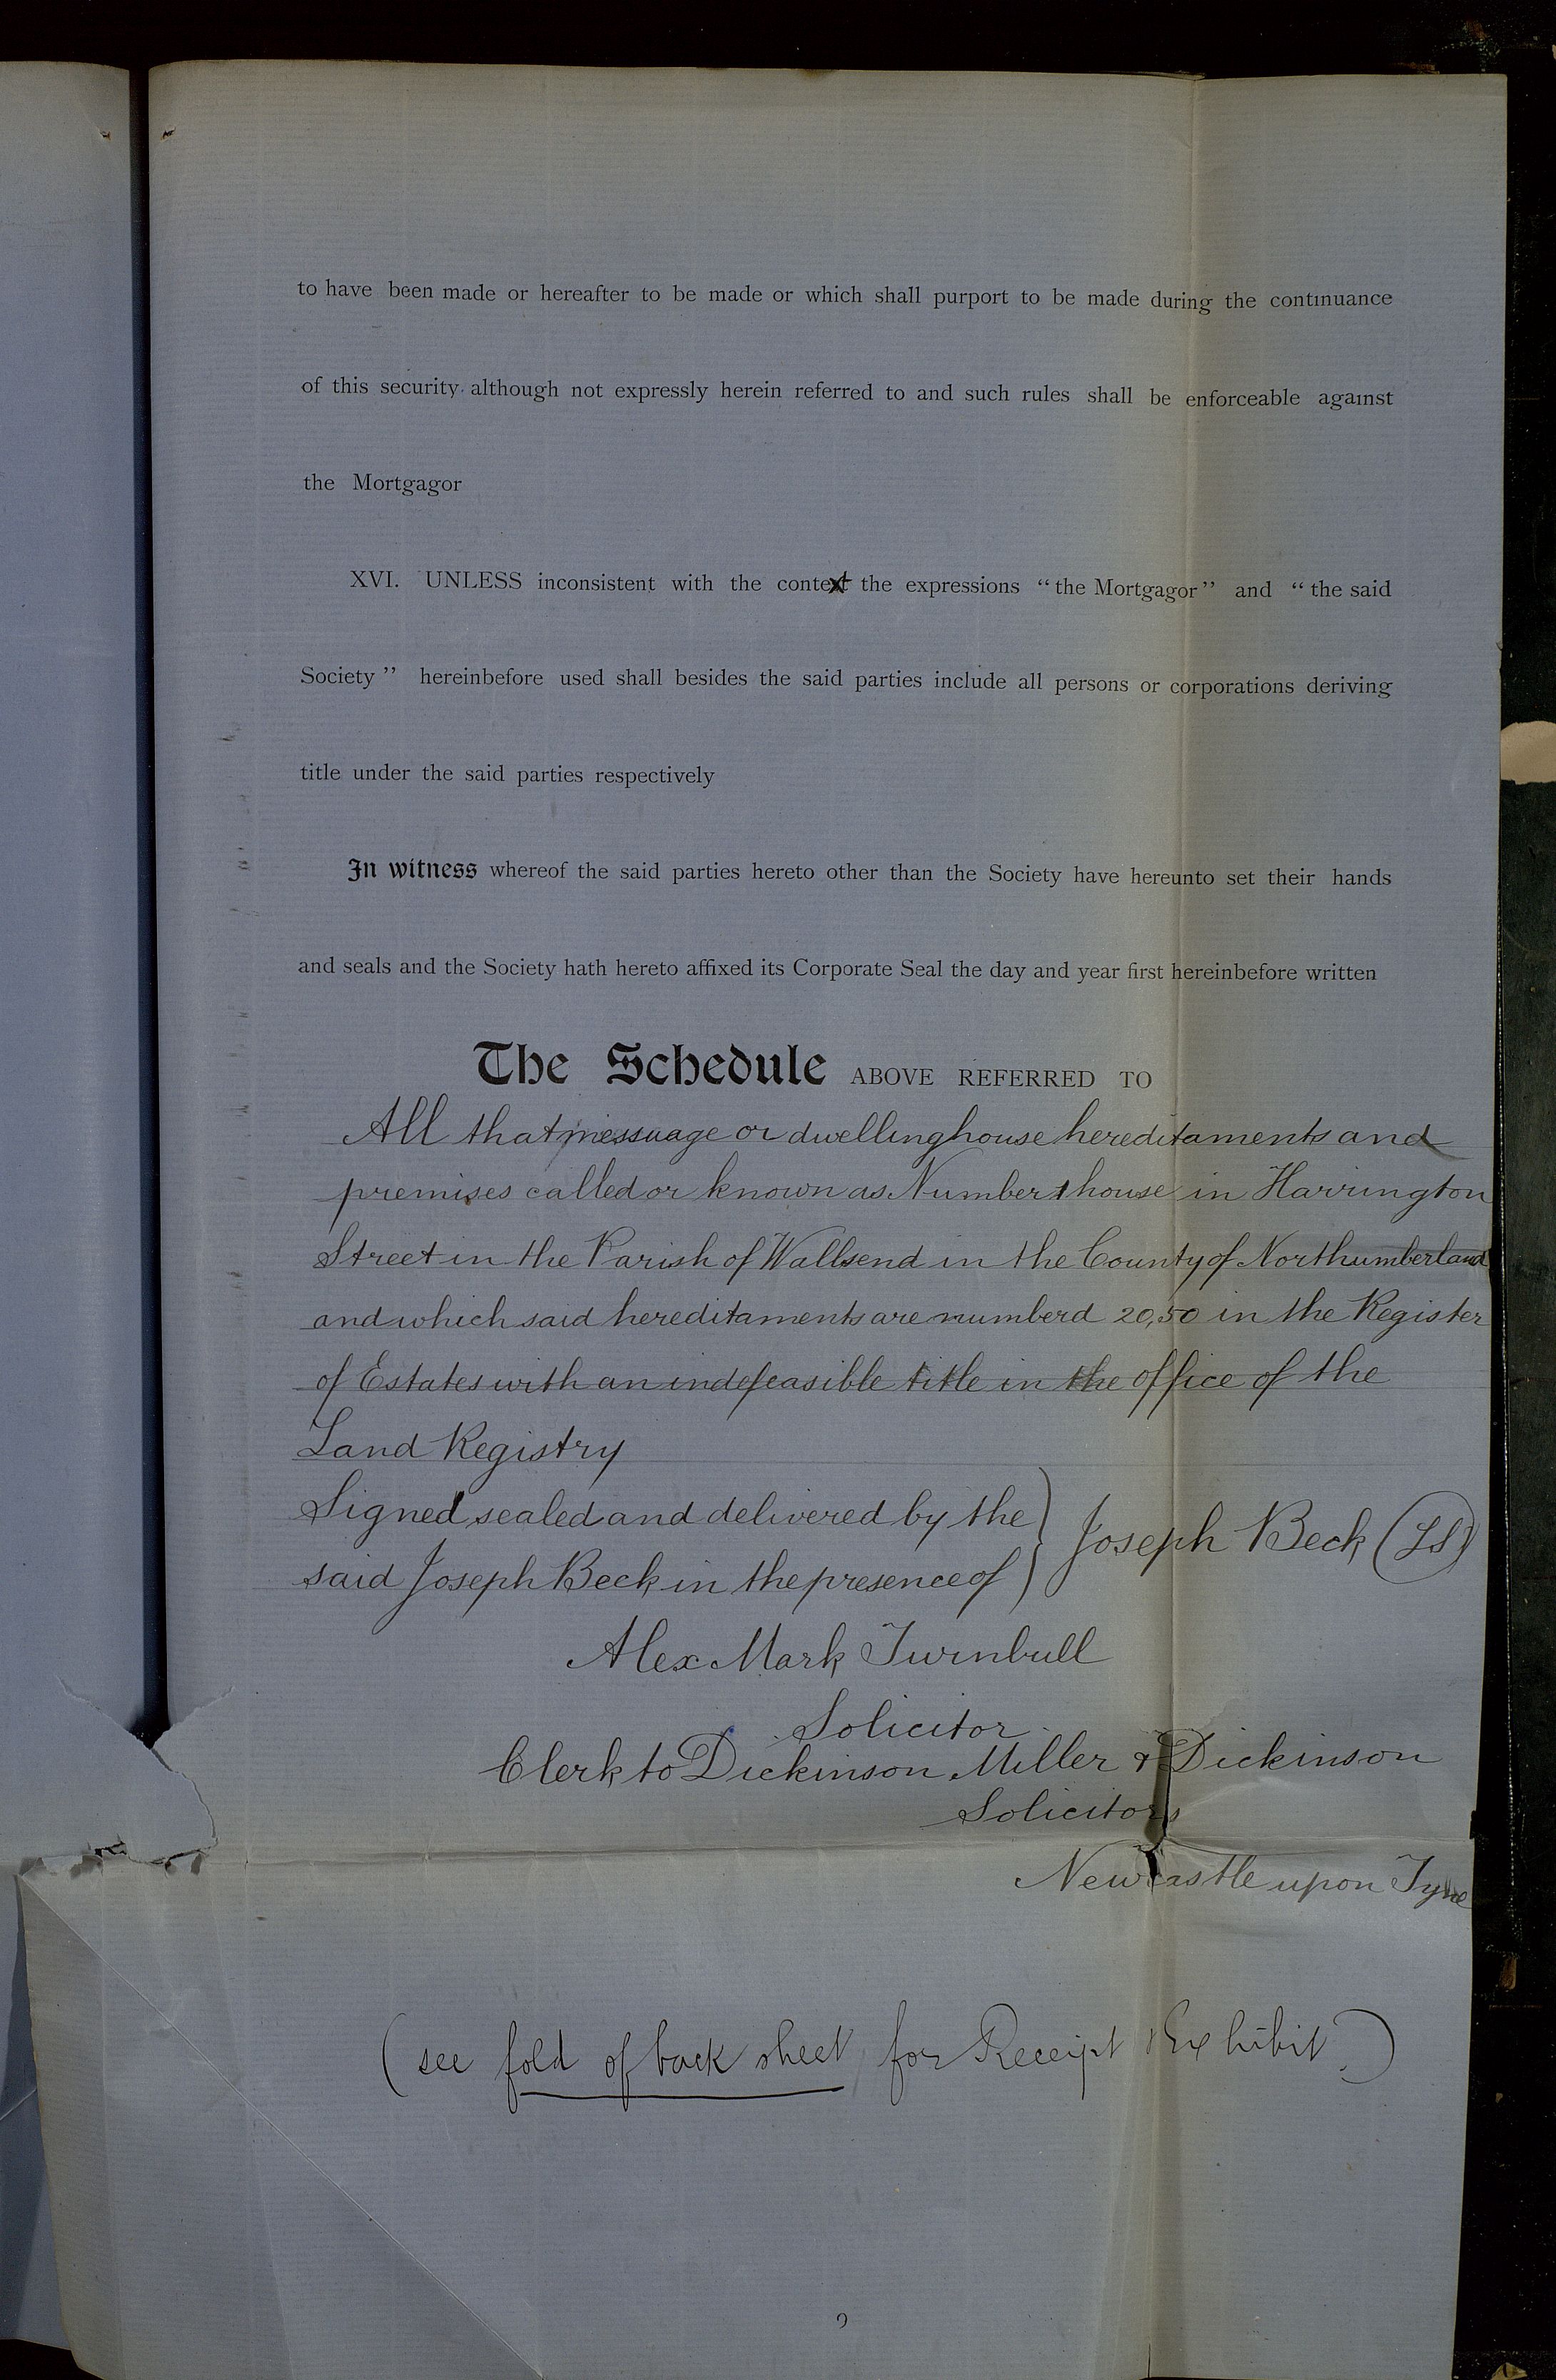 to have been made or hereafter to be made or which shall purport to be made during the continuance
of this security although not expressly herein referred to and such rules shall be enforceable against
the Mortgagor
XVI. UNLESS inconsistent with the context the expressions “the Mortgagor” and “the said
Society” hereinbefore used shall besides the said parties include all persons or corporations deriving
title under the said parties respectively
In witness whereof the said parties hereto other than the Society have hereunto set their hands
and seals and the Society hath hereto affixed its Corporate Seal the day and year first hereinbefore written
The Schedule ABOVE REFERRED TO
All that messuage or dwellinghouse hereditaments and
premises called or known as Number 1 house in Harrington
Street in the Parish of Wallsend in the County of Northumberland
and which said hereditaments are numberd 20,50 in the Register
of Estates with an indefeasible title in the office of the
Land Registry
Signed sealed and delivered by the
said Joseph Beck in the presence of
Joseph Beck (LS)
Alex Mark Turnbull
Solicitor
Clerk to Dickinson Miller & Dickinson
Solicitors
Newcastle upon Tyne
(see fold of back sheet for Receipt & Exhibit.)